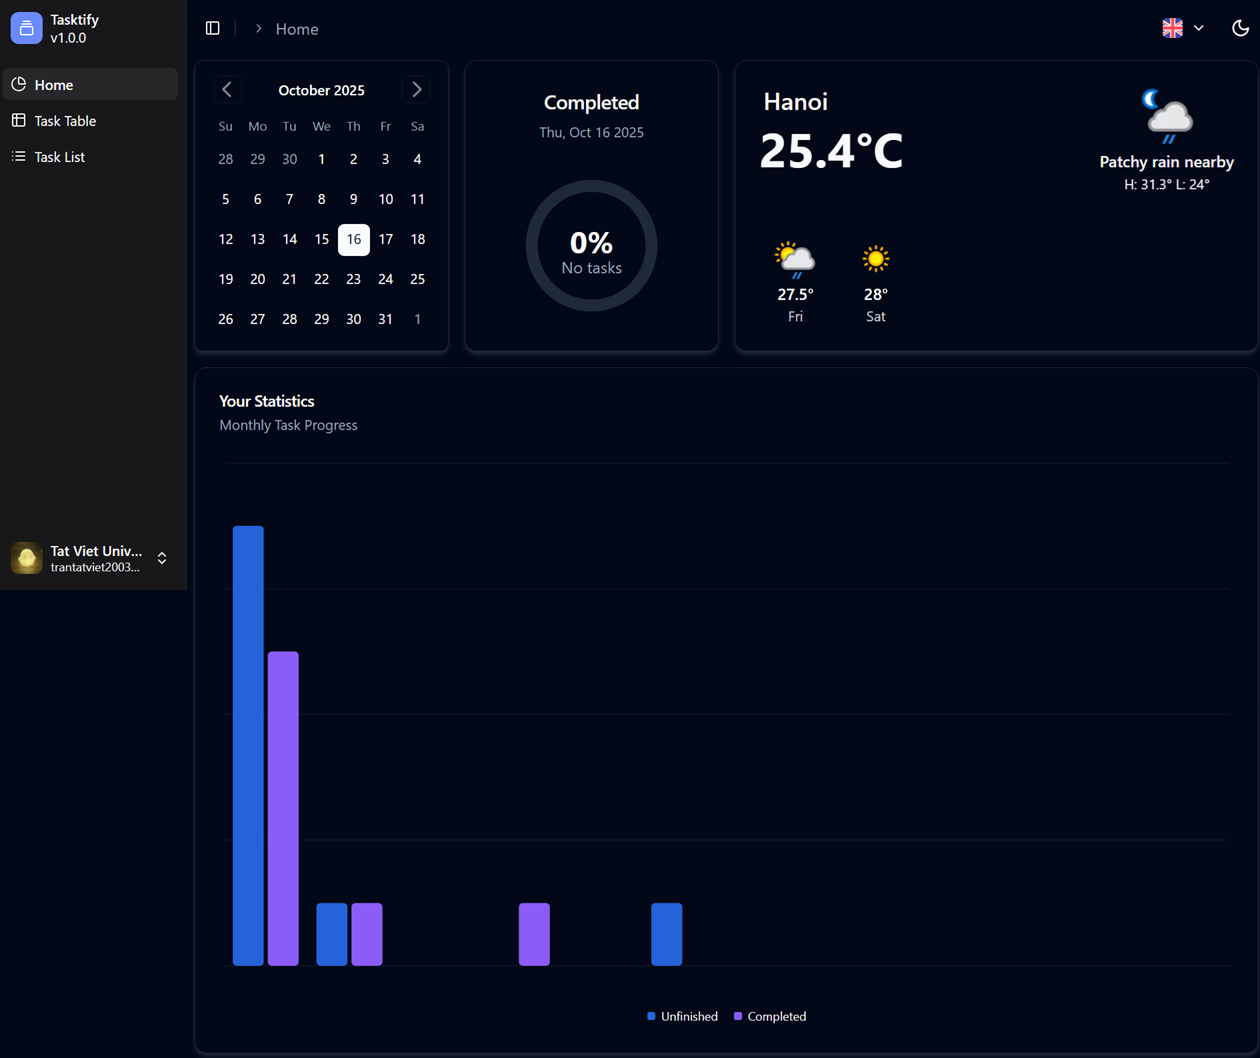 Tasktify
v1.0.0
Home
Task Table
Task List
Tat Viet Univ...
trantatviet2003...
Home
October 2025
Su Mo Tu We Th Fr Sa
28 29 30 1 2 3 4
5 6 7 8 9 10 11
12 13 14 15 16 17 18
19 20 21 22 23 24 25
26 27 28 29 30 31 1
Completed
Thu, Oct 16 2025
0%
No tasks
Hanoi
25.4°C
Patchy rain nearby
H: 31.3° L: 24°
27.5° 28°
Fri Sat
Your Statistics
Monthly Task Progress
Unfinished Completed